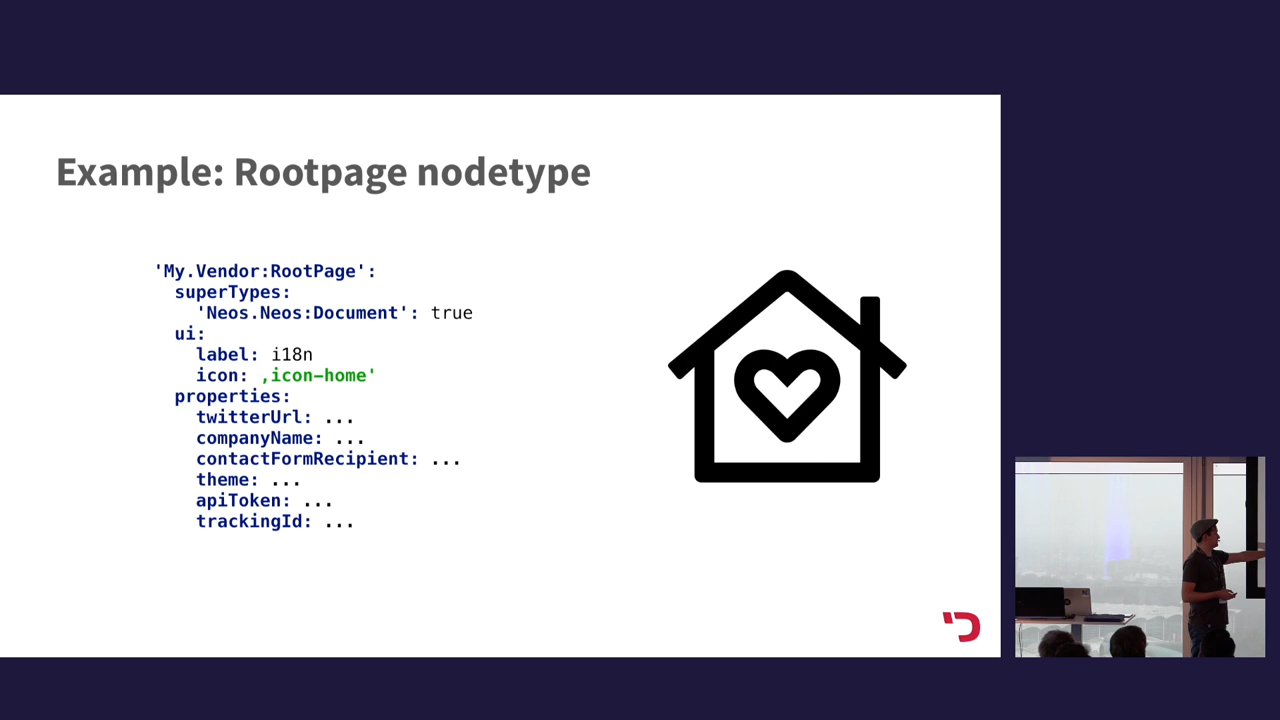 Example: Rootpage nodetype
'My.Vendor:RootPage':
superTypes:
'Neos.Neos:Document': true
ui:
label: i18n
icon: ‚icon-home'
properties:
twitterUrl: ...
companyName: ...
contactFormRecipient: ...
theme: ...
apiToken: ...
trackingId: ...